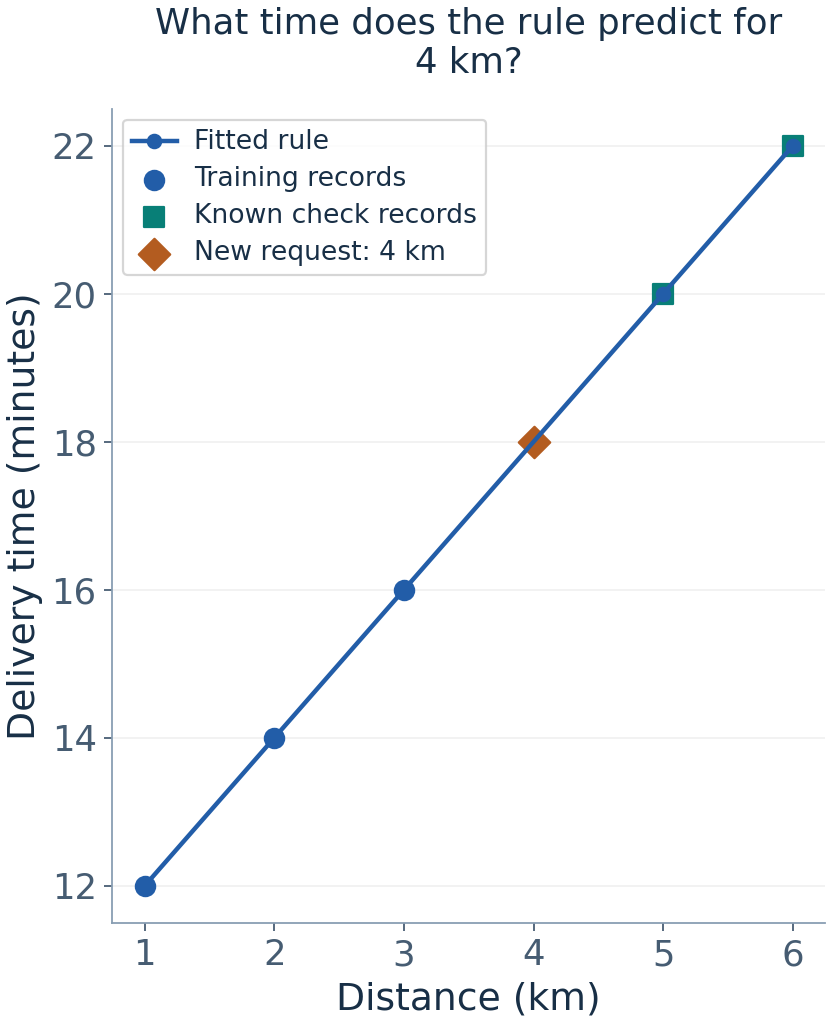 What time does the rule predict for
4 km?
Fitted rule
Training records
Known check records
New request: 4 km
Delivery time (minutes)
22
20
18
16
14
12
1 2 3 4 5 6
Distance (km)